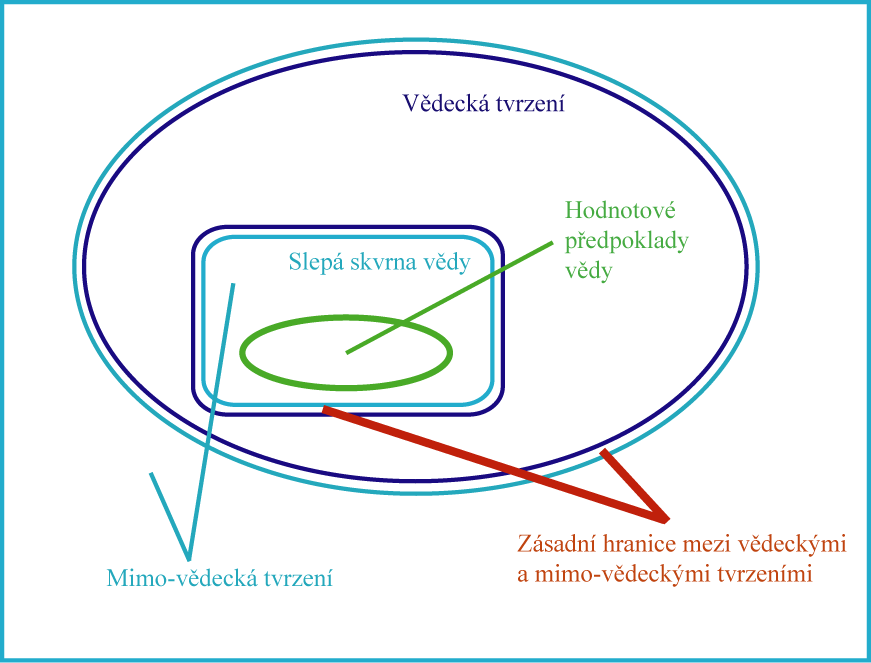 Vědecká tvrzení
Hodnotové
předpoklady
vědy
Slepá skvrna vědy
Zásadní hranice mezi vědeckými
a mimo-vědeckými tvrzeními
Mimo-vědecká tvrzení